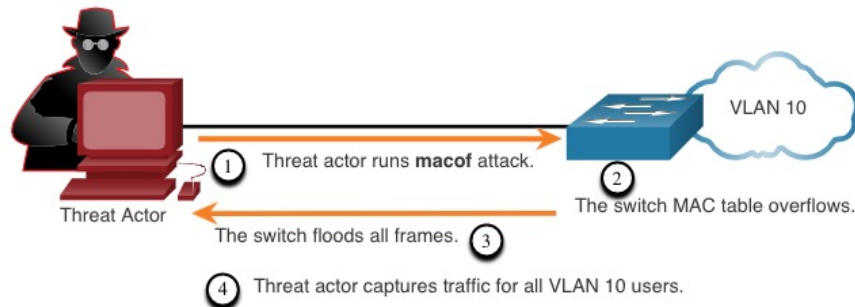 VLAN 10
1 Threat actor runs macof attack.
2
Threat Actor
The switch MAC table overflows.
The switch floods all frames. 3
4 Threat actor captures traffic for all VLAN 10 users.